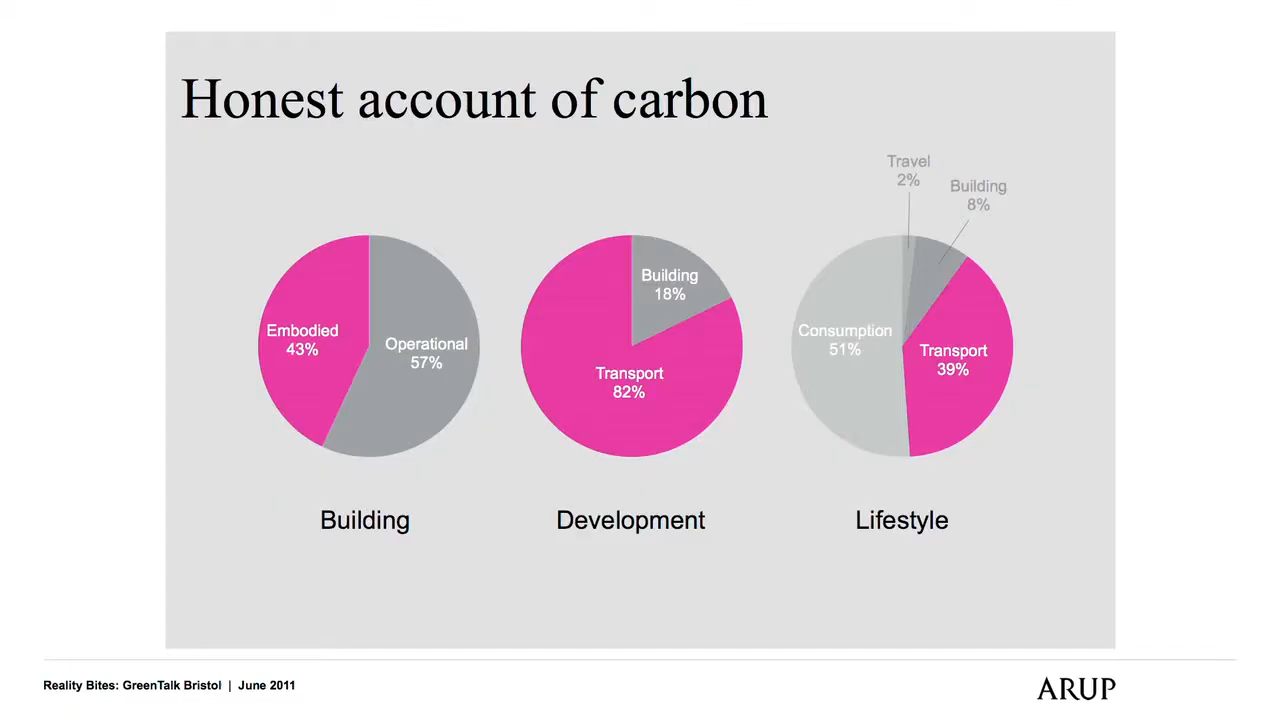 Honest account of carbon
Travel
2%
Building
8%
Embodied
43%
Operational
57%
Building
18%
Transport
82%
Consumption
51%
Transport
39%
Building
Development
Lifestyle
Reality Bites: GreenTalk Bristol | June 2011
ARUP